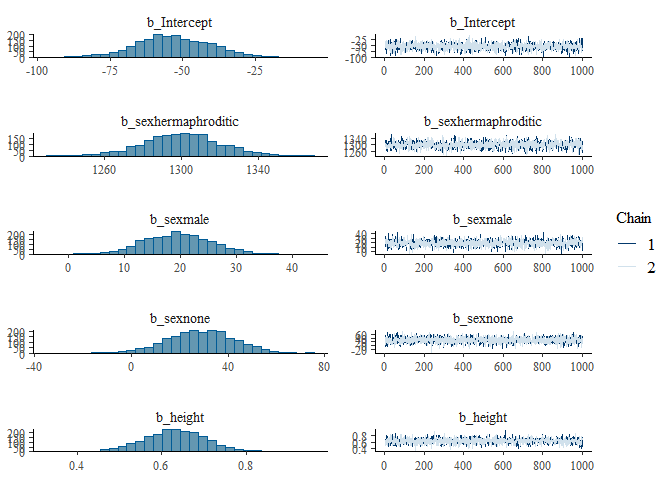 b_Intercept
200
150
100
50
0
-100 -75 -50 -25
b_Intercept
-25
-50
-75
-100
0 200 400 600 800 1000
b_sexhermaphroditic
150
100
50
0
1260 1300 1340
b_sexhermaphroditic
1340
1300
1260
0 200 400 600 800 1000
b_sexmale
200
150
100
50
0
0 10 20 30 40
b_sexmale
40
30
20
10
0
0 200 400 600 800 1000
b_sexnone
200
150
100
50
0
-40 0 40 80
b_sexnone
60
40
20
0
-20
0 200 400 600 800 1000
b_height
200
150
100
50
0
0.4 0.6 0.8
b_height
0.8
0.6
0.4
0 200 400 600 800 1000
Chain
1
2